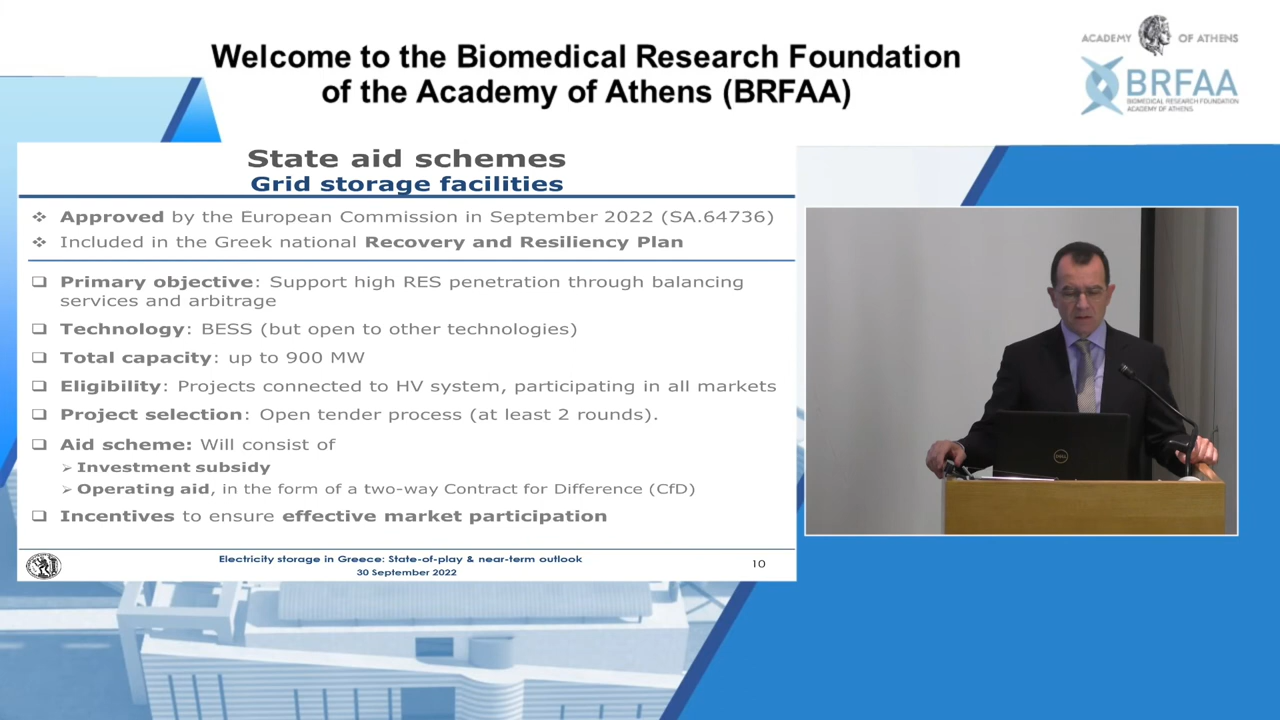 Welcome to the Biomedical Research Foundation
of the Academy of Athens (BRFAA)
ACADEMY OF ATHENS
BRFAA
BIOMEDICAL RESEARCH FOUNDATION
ACADEMY OF ATHENS
State aid schemes
Grid storage facilities
❖ Approved by the European Commission in September 2022 (SA.64736)
❖ Included in the Greek national Recovery and Resiliency Plan
❑ Primary objective: Support high RES penetration through balancing
services and arbitrage
❑ Technology: BESS (but open to other technologies)
❑ Total capacity: up to 900 MW
❑ Eligibility: Projects connected to HV system, participating in all markets
❑ Project selection: Open tender process (at least 2 rounds).
❑ Aid scheme: Will consist of
➢ Investment subsidy
➢ Operating aid, in the form of a two-way Contract for Difference (CfD)
❑ Incentives to ensure effective market participation
Electricity storage in Greece: State-of-play & near-term outlook
30 September 2022
10
DELL